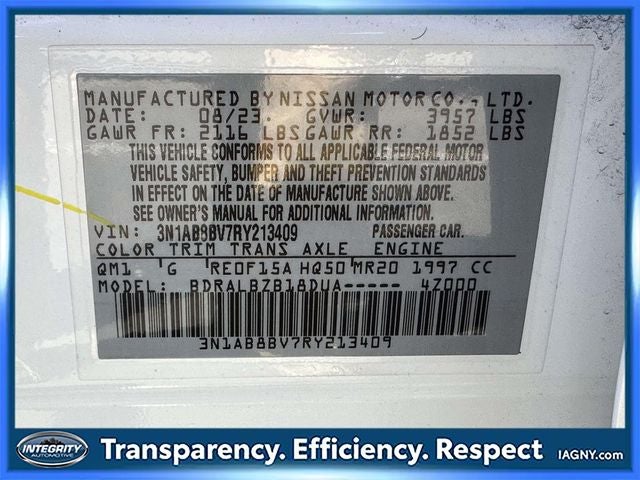 MANUFACTURED BY NISSAN MOTOR CO., LTD.
DATE: 08/23 GVWR: 3957 LBS
GAWR FR: 2116 LBS GAWR RR: 1852 LBS
THIS VEHICLE CONFORMS TO ALL APPLICABLE FEDERAL MOTOR
VEHICLE SAFETY, BUMPER AND THEFT PREVENTION STANDARDS
IN EFFECT ON THE DATE OF MANUFACTURE SHOWN ABOVE.
SEE OWNER'S MANUAL FOR ADDITIONAL INFORMATION
VIN: 3N1AB8BV7RY213409 PASSENGER CAR.
COLOR TRIM TRANS AXLE ENGINE
QM1 G RE0F15A HQ50 MR20 1997 CC
MODEL: BDRALBZB18DUA----- 4Z000
3N1AB8BV7RY213409
INTEGRITY
AUTOMOTIVE
Transparency. Efficiency. Respect
IAGNY.com